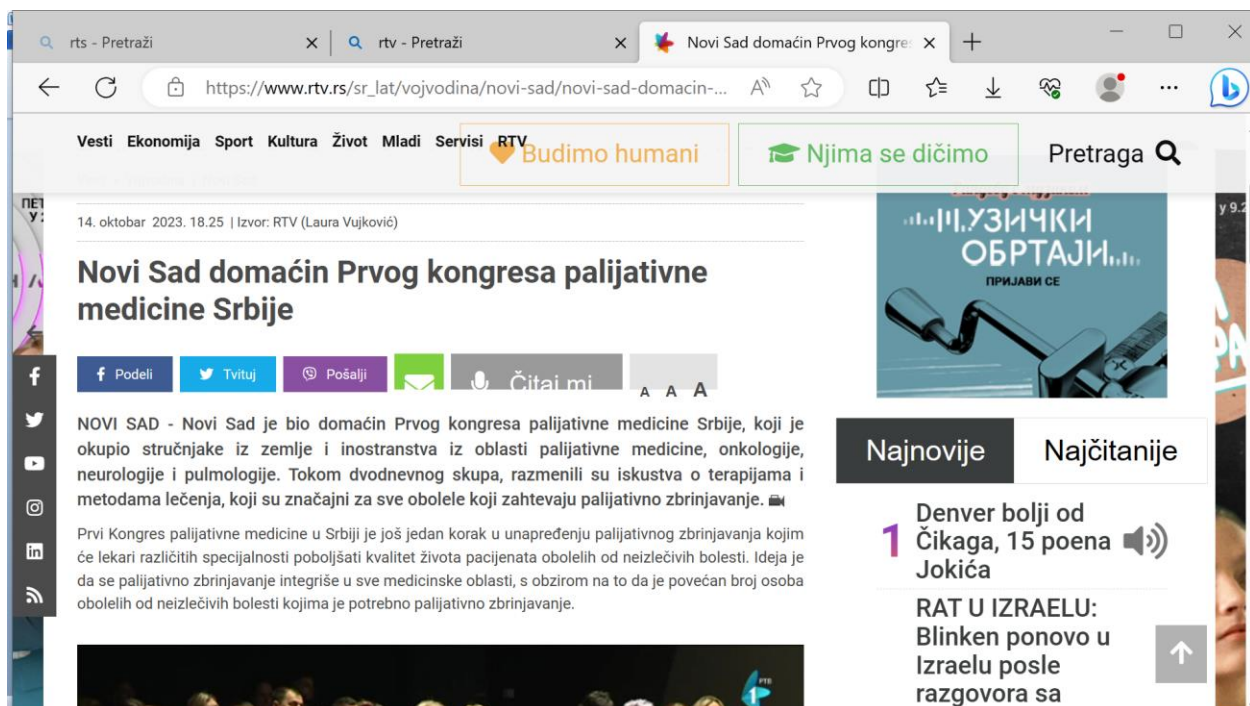 rts - Pretraži
rtv - Pretraži
Novi Sad domaćin Prvog kongre
https://www.rtv.rs/sr_lat/vojvodina/novi-sad/novi-sad-domacin-...
Vesti Ekonomija Sport Kultura Život Mladi Servisi RTV
Budimo humani
Njima se dičimo
Pretraga
14. oktobar 2023. 18.25 | Izvor: RTV (Laura Vujković)
Novi Sad domaćin Prvog kongresa palijativne
medicine Srbije
Podeli
Tvituj
Pošalji
Čitaj mi
A A A
NOVI SAD - Novi Sad je bio domaćin Prvog kongresa palijativne medicine Srbije, koji je
okupio stručnjake iz zemlje i inostranstva iz oblasti palijativne medicine, onkologije,
neurologije i pulmologije. Tokom dvodnevnog skupa, razmenili su iskustva o terapijama i
metodama lečenja, koji su značajni za sve obolele koji zahtevaju palijativno zbrinjavanje.
Prvi Kongres palijativne medicine u Srbiji je još jedan korak u unapređenju palijativnog zbrinjavanja kojim
će lekari različitih specijalnosti poboljšati kvalitet života pacijenata obolelih od neizlečivih bolesti. Ideja je
da se palijativno zbrinjavanje integriše u sve medicinske oblasti, s obzirom na to da je povećan broj osoba
obolelih od neizlečivih bolesti kojima je potrebno palijativno zbrinjavanje.
РТВ
1
МУЗИЧКИ
ОБРТАЈИ
ПРИЈАВИ СЕ
у 9.2
Najnovije
Najčitanije
1
Denver bolji od
Čikaga, 15 poena
Jokića
RAT U IZRAELU:
Blinken ponovo u
Izraelu posle
razgovora sa